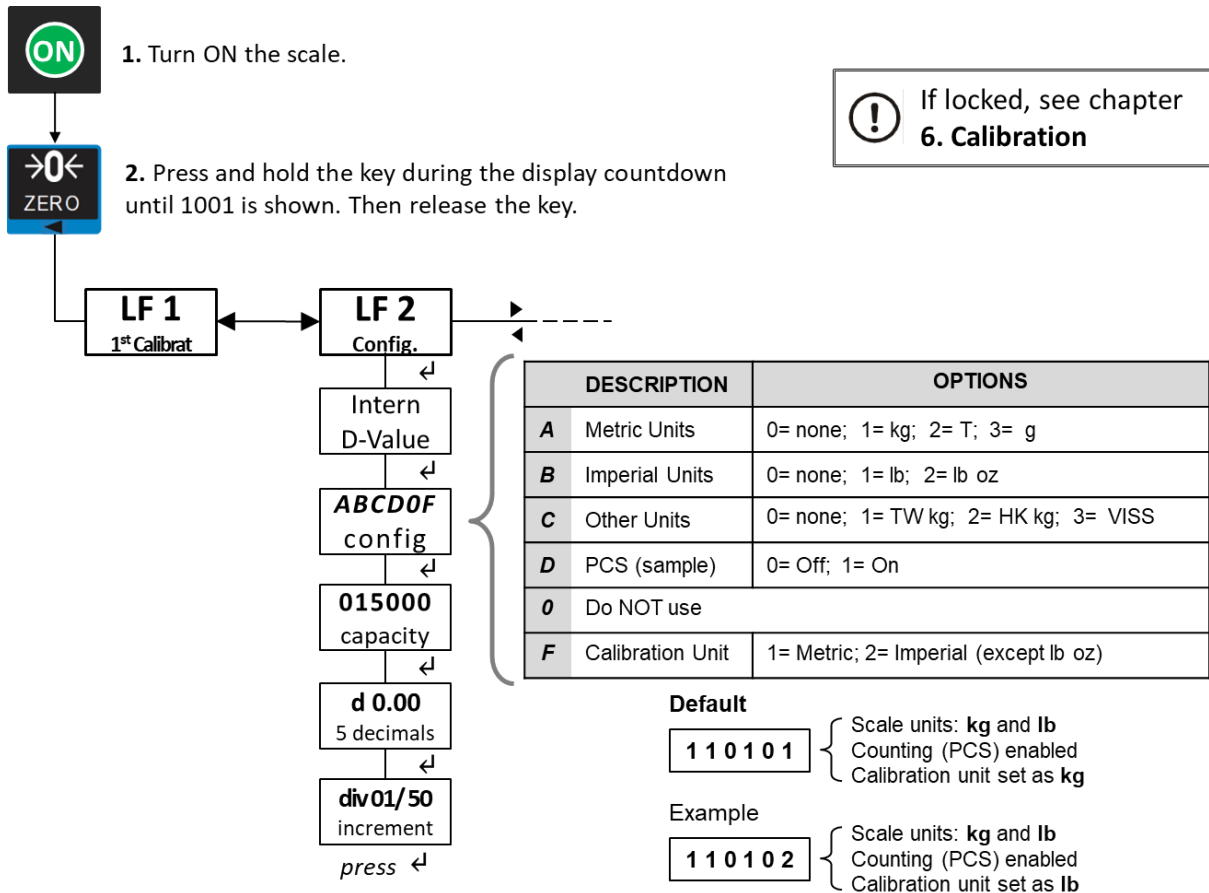 ON
1. Turn ON the scale.
If locked, see chapter
6. Calibration
→0←
ZERO
2. Press and hold the key during the display countdown
until 1001 is shown. Then release the key.
LF 1
1st Calibrat
LF 2
Config.
Intern
D-Value
ABCD0F
config
015000
capacity
d 0.00
5 decimals
div01/50
increment
press ↵
DESCRIPTION OPTIONS
A Metric Units 0= none; 1= kg; 2= T; 3= g
B Imperial Units 0= none; 1= lb; 2= lb oz
C Other Units 0= none; 1= TW kg; 2= HK kg; 3= VISS
D PCS (sample) 0= Off; 1= On
0 Do NOT use
F Calibration Unit 1= Metric; 2= Imperial (except lb oz)
Default
1 1 0 1 0 1
Scale units: kg and lb
Counting (PCS) enabled
Calibration unit set as kg
Example
1 1 0 1 0 2
Scale units: kg and lb
Counting (PCS) enabled
Calibration unit set as lb